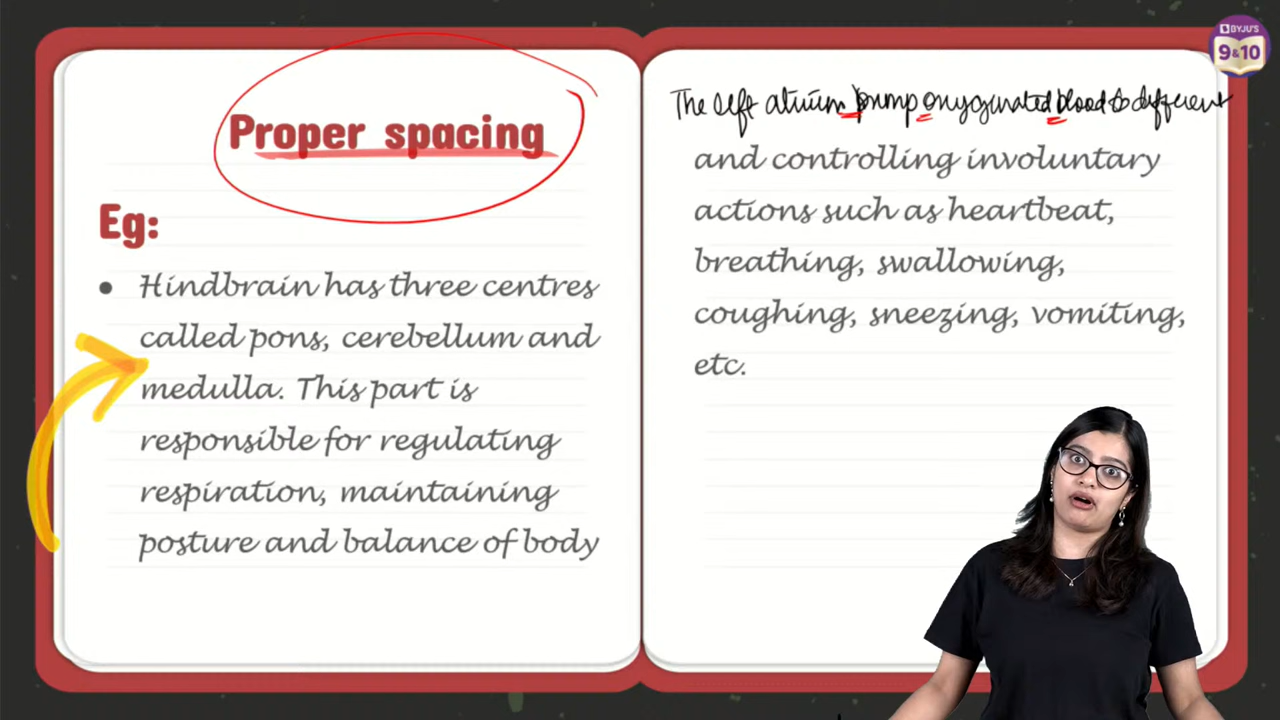 BYJU'S
9&10
Proper spacing
Eg:
• Hindbrain has three centres
called pons, cerebellum and
medulla. This part is
responsible for regulating
respiration, maintaining
posture and balance of body
The left atrium pump oxyginated blood to different
and controlling involuntary
actions such as heartbeat,
breathing, swallowing,
coughing, sneezing, vomiting,
etc.